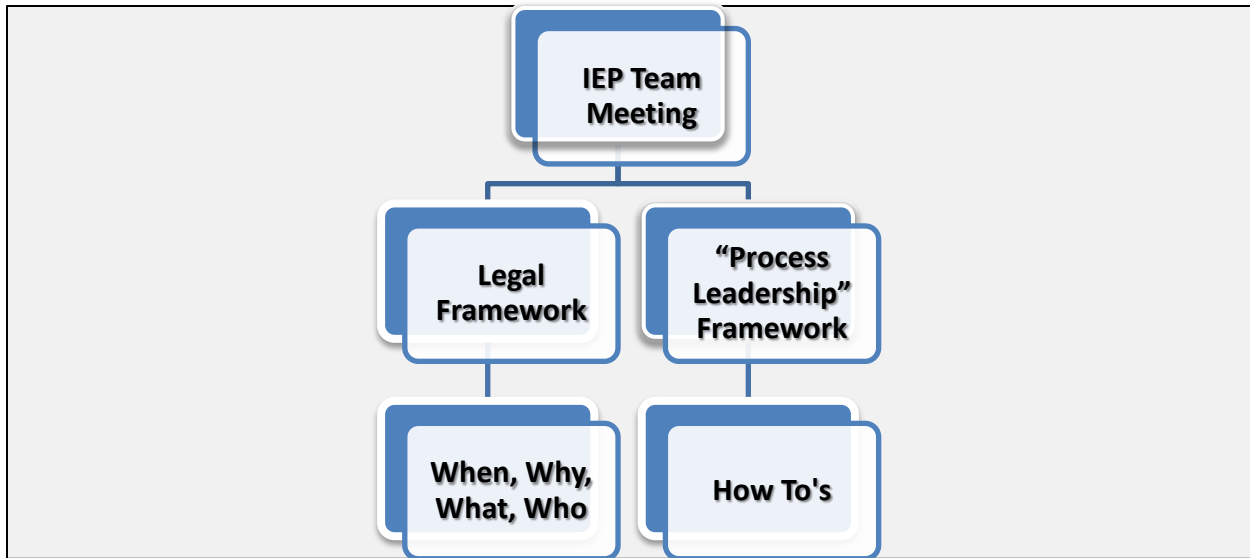 IEP Team
Meeting
Legal
Framework
“Process
Leadership”
Framework
When, Why,
What, Who
How To's